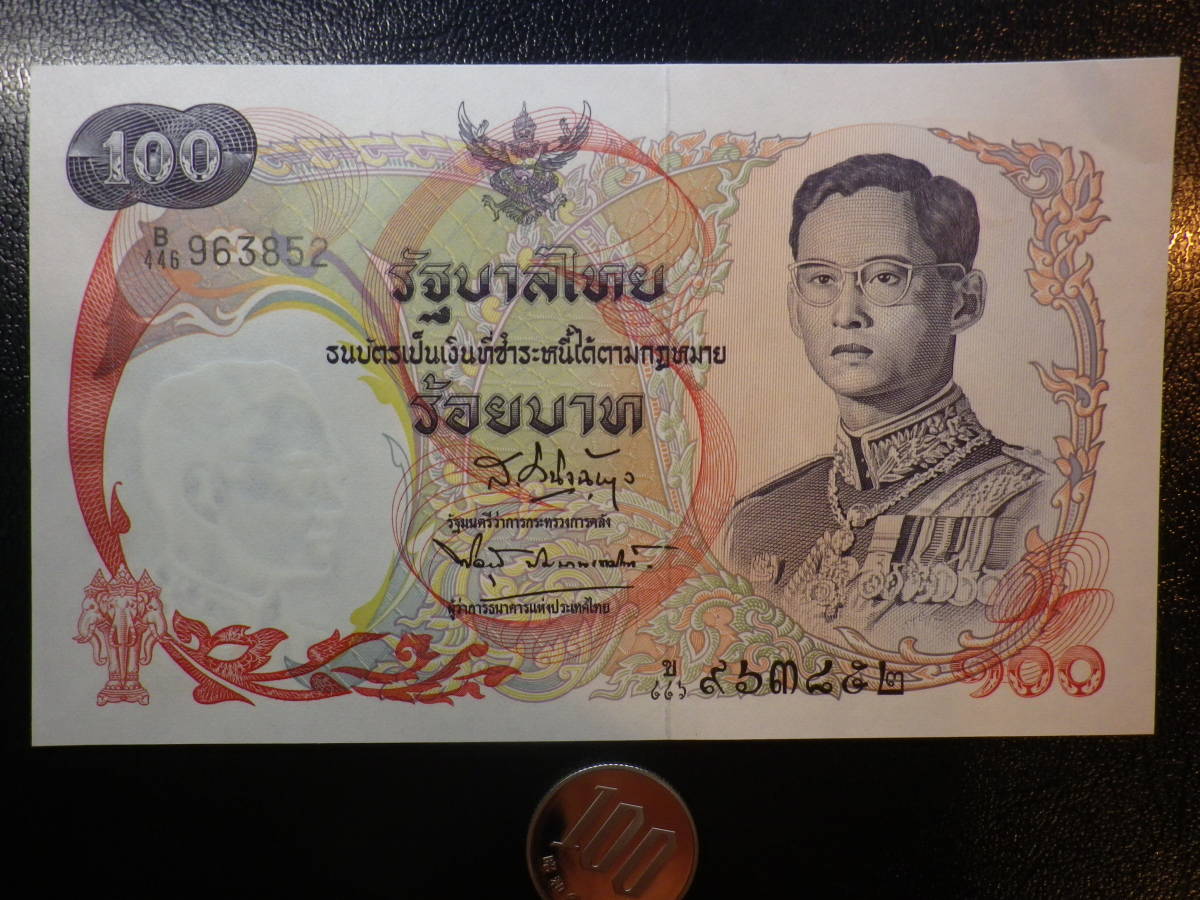 100
B
446 963852
รัฐบาลไทย
ธนบัตรเป็นเงินที่ชำระหนี้ได้ตามกฎหมาย
ร้อยบาท
รัฐมนตรีว่าการกระทรวงการคลัง
ผู้ว่าการธนาคารแห่งประเทศไทย
ข
๔๔๖ ๙๖๓๘๕๒
๑๐๐
100